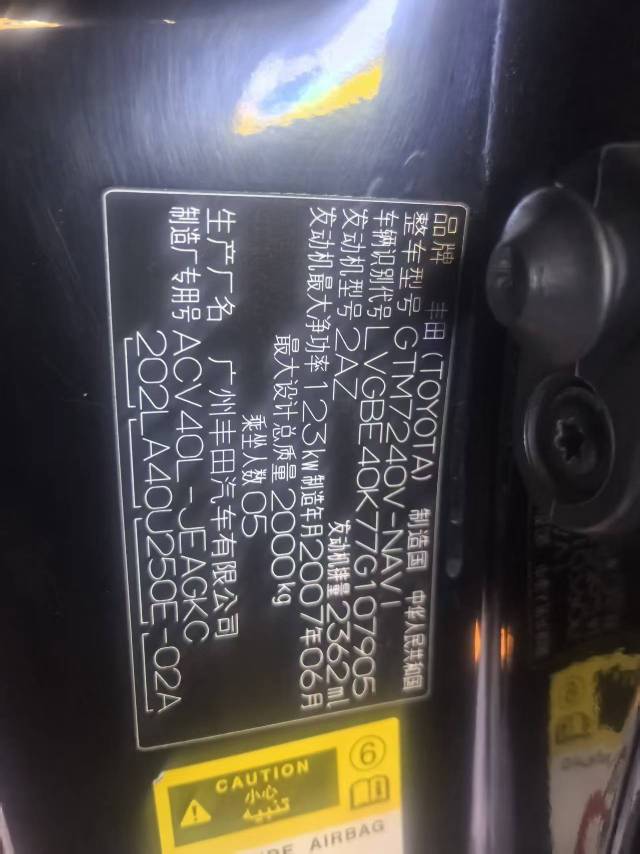 品牌 丰田(TOYOTA) 制造国 中华人民共和国
整车型号 GTM7240V-NAVI
车辆识别代号 LVGBE40K77G107905
发动机型号 2AZ 发动机排量 2362ml
发动机最大净功率 123kw 制造年月 2007年06月
最大设计总质量 2000kg
乘坐人数 05
生产厂名 广州丰田汽车有限公司
制造厂专用号 ACV40L-JEAGKC
202LA40U250E-02A
CAUTION
小心
تنبيه
6
AIRBAG